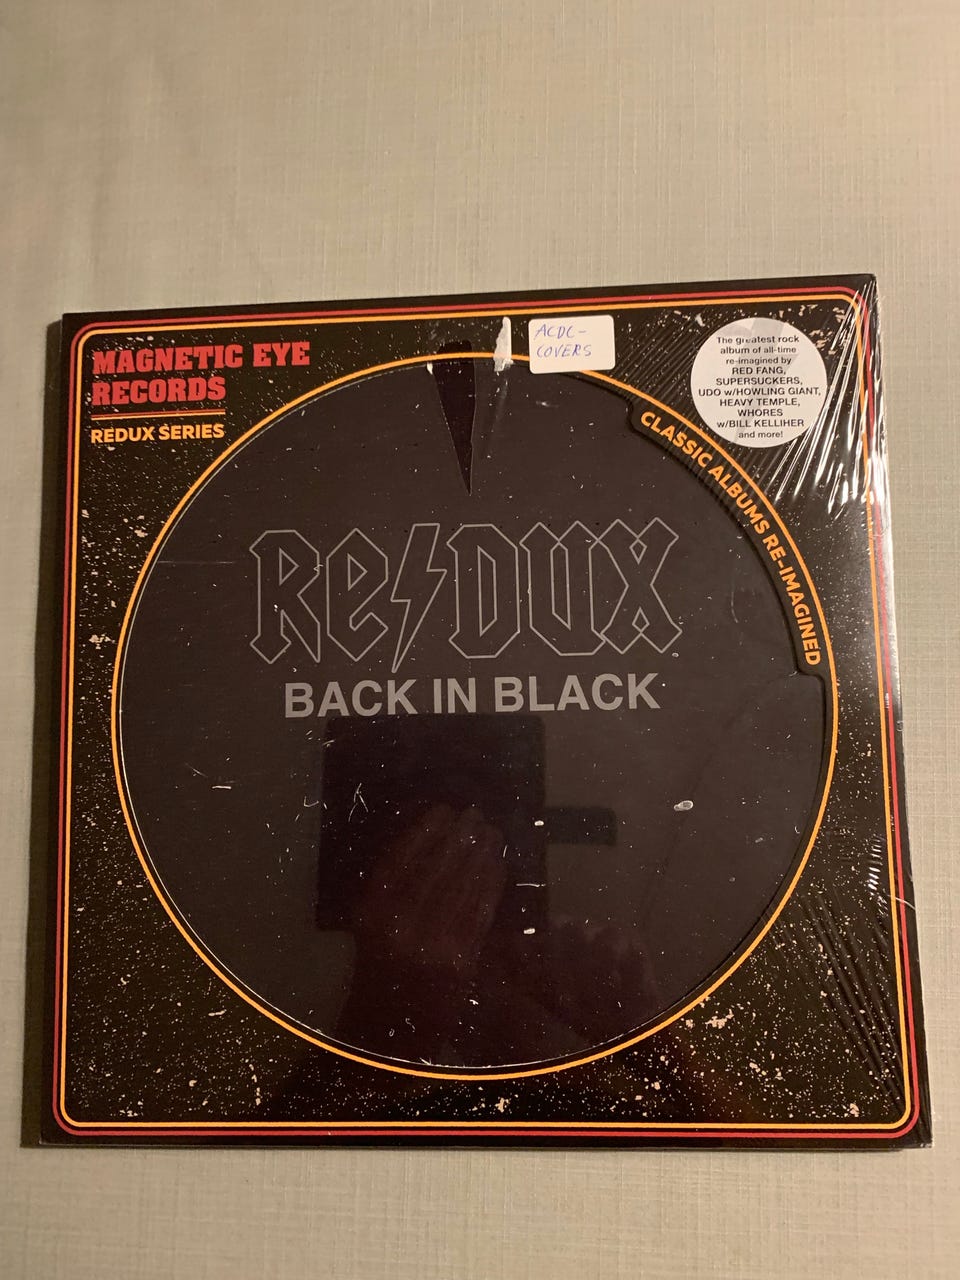 MAGNETIC EYE
RECORDS
REDUX SERIES
ACDC-
COVERS
The greatest rock
album of all-time
re-imagined by
RED FANG,
SUPERSUCKERS,
UDO w/HOWLING GIANT,
HEAVY TEMPLE,
WHORES
w/BILL KELLIHER
and more!
CLASSIC ALBUMS RE-IMAGINED
Re/DUX
BACK IN BLACK